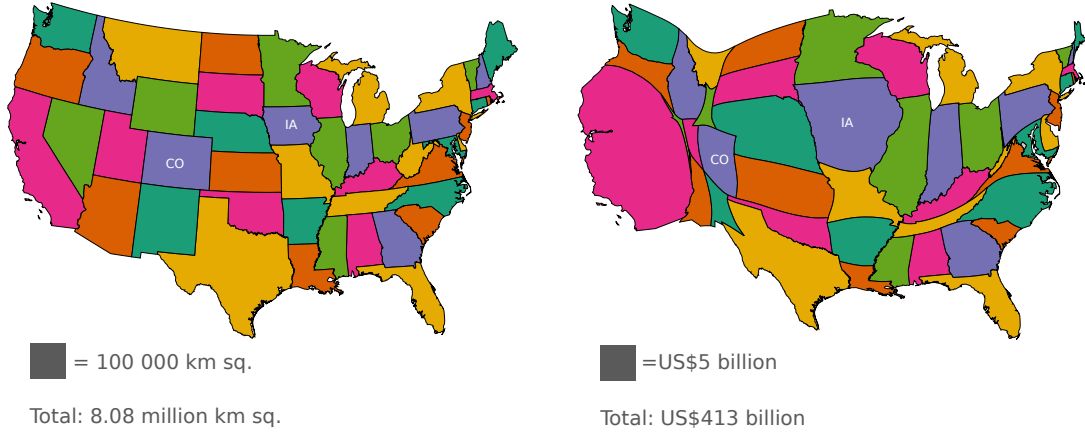 IA
CO
IA
CO
= 100 000 km sq.
=US$5 billion
Total: 8.08 million km sq.
Total: US$413 billion